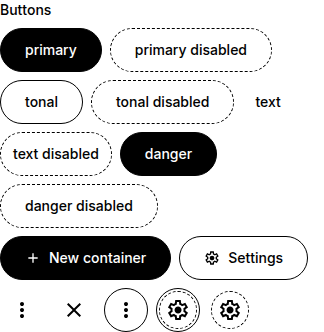 Buttons
primary primary disabled
tonal tonal disabled text
text disabled danger
danger disabled
+ New container Settings